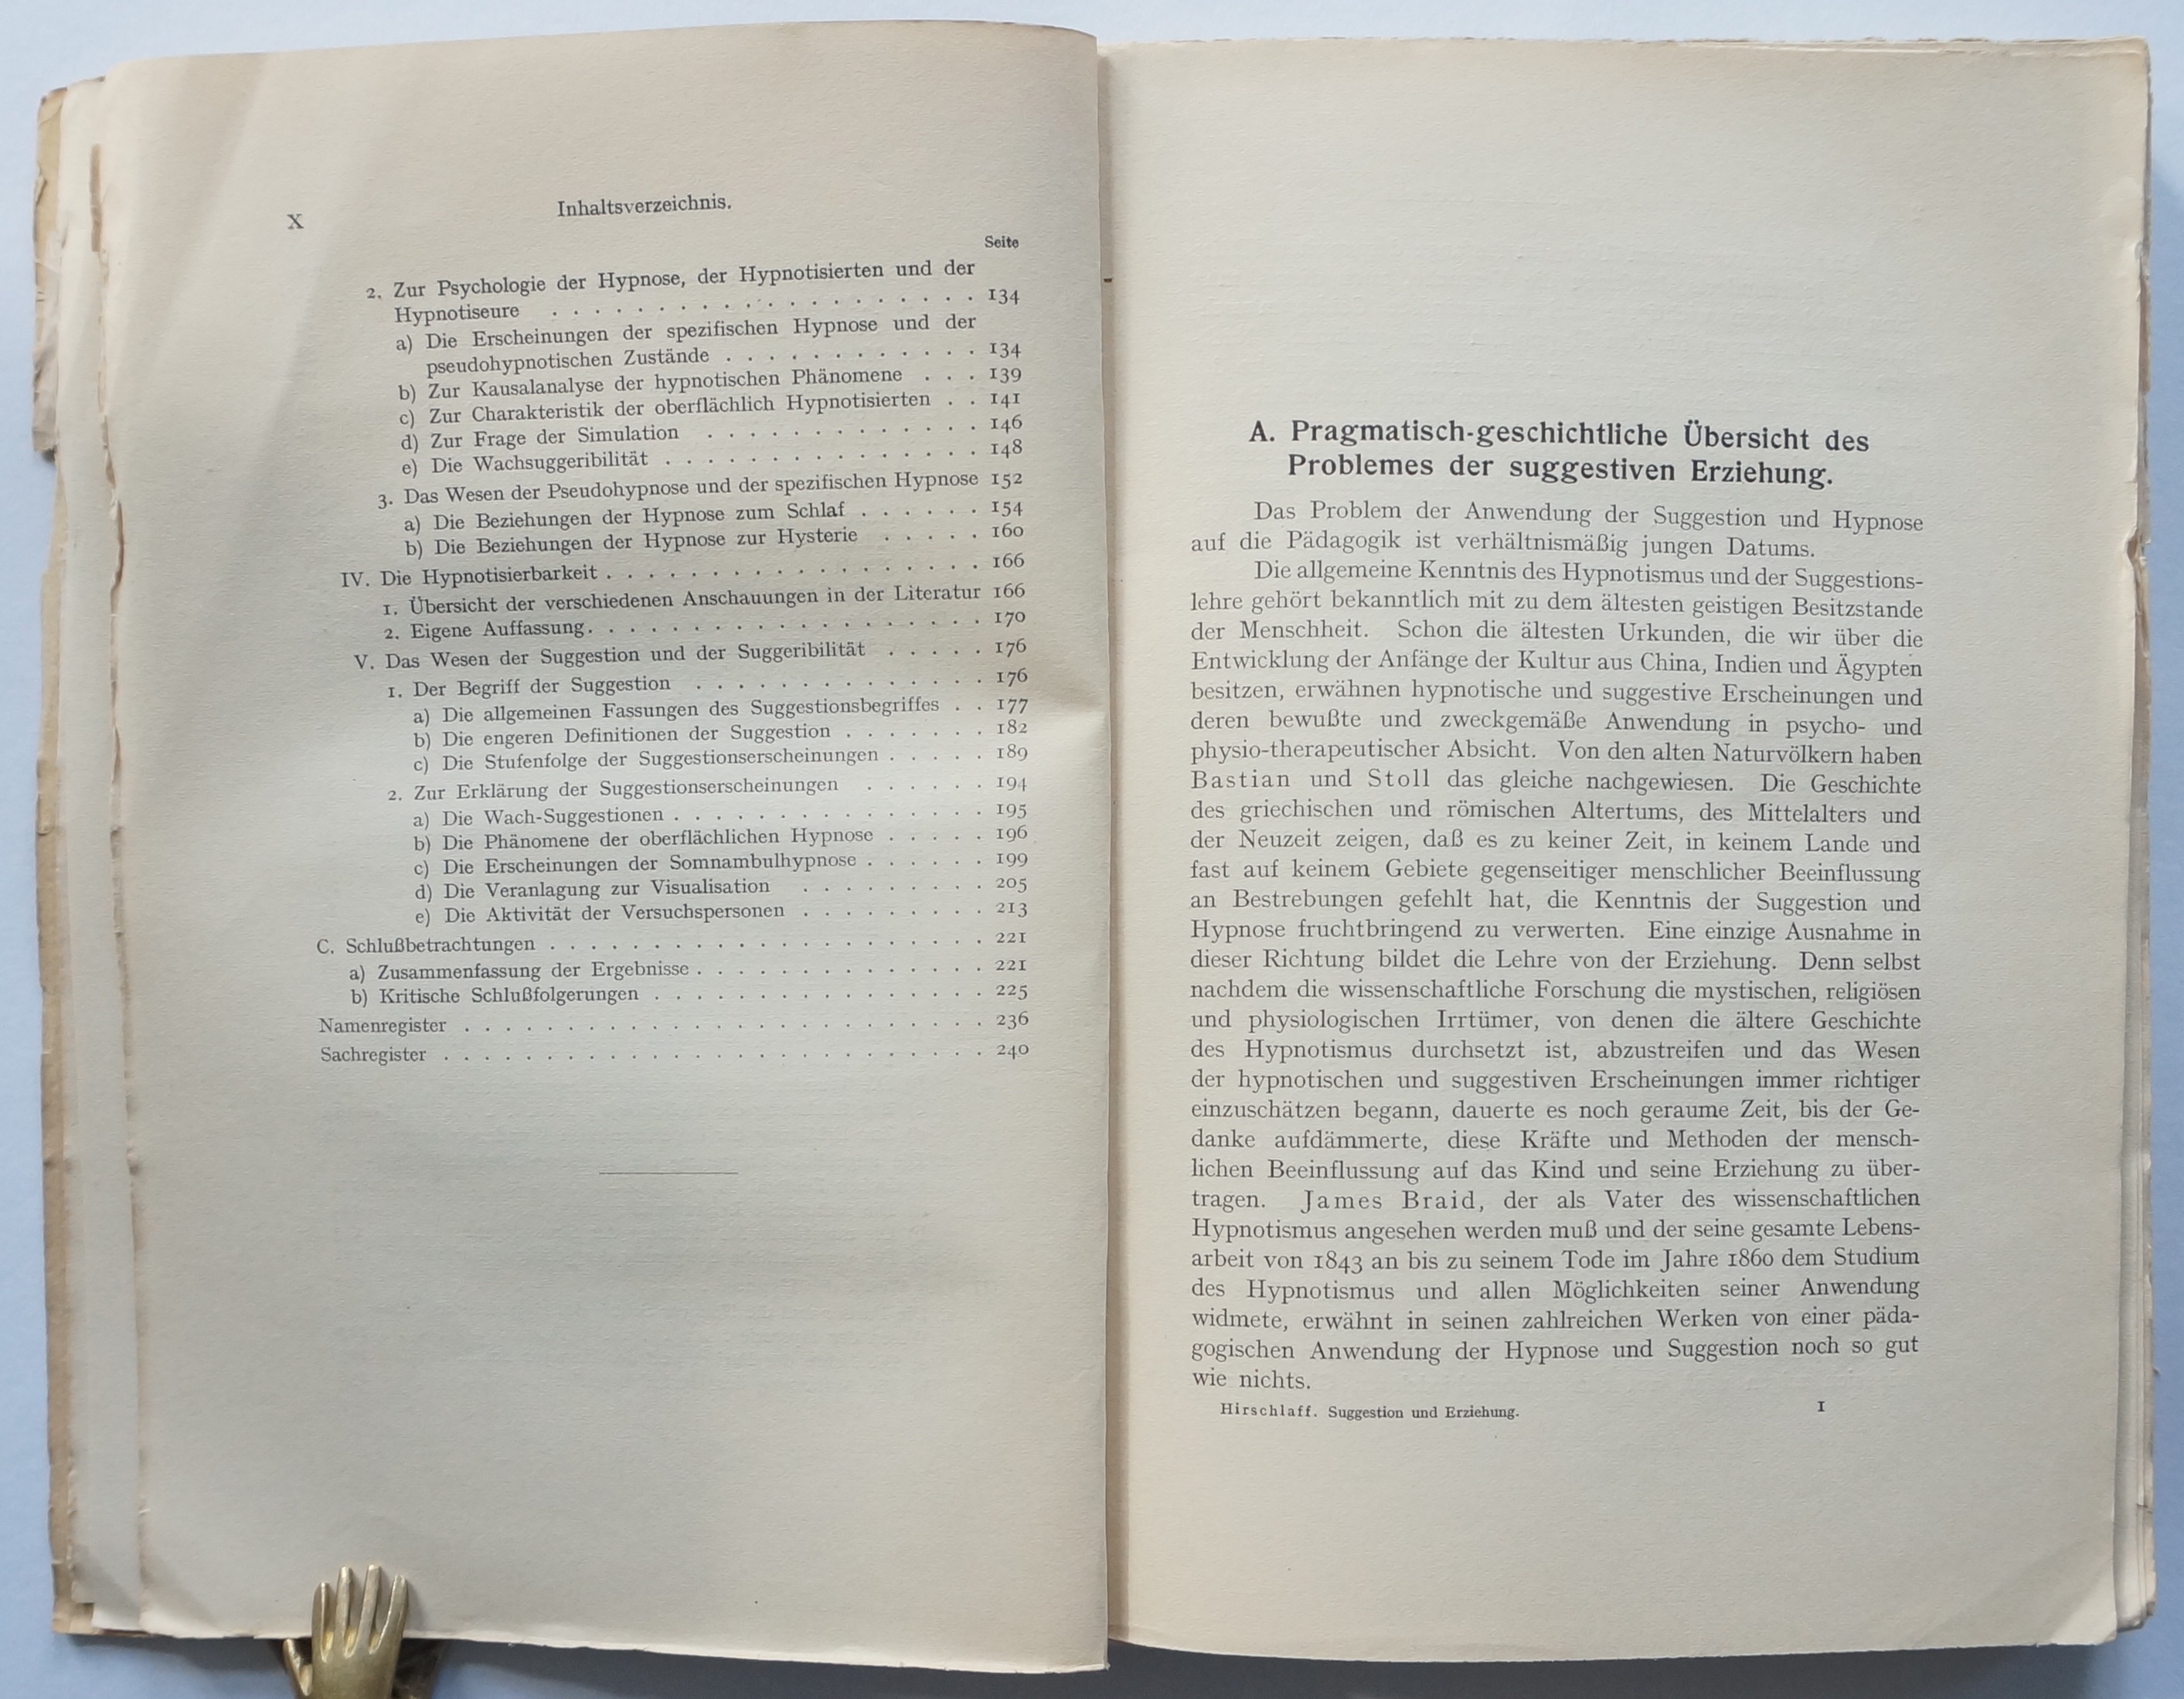 X
Inhaltsverzeichnis.
Seite
2. Zur Psychologie der Hypnose, der Hypnotisierten und der
Hypnotiseure . . . . . . . . . . . . . . . . 134
a) Die Erscheinungen der spezifischen Hypnose und der
pseudohypnotischen Zustände . . . . . . . . . . . 134
b) Zur Kausalanalyse der hypnotischen Phänomene . . . 139
c) Zur Charakteristik der oberflächlich Hypnotisierten . . 141
d) Zur Frage der Simulation . . . . . . . . . . . . 146
e) Die Wachsuggeribilität . . . . . . . . . . . . . 148
3. Das Wesen der Pseudohypnose und der spezifischen Hypnose 152
a) Die Beziehungen der Hypnose zum Schlaf . . . . . . 154
b) Die Beziehungen der Hypnose zur Hysterie . . . . . 160
IV. Die Hypnotisierbarkeit . . . . . . . . . . . . . . . . 166
1. Übersicht der verschiedenen Anschauungen in der Literatur 166
2. Eigene Auffassung. . . . . . . . . . . . . . . . . 170
V. Das Wesen der Suggestion und der Suggeribilität . . . . . 176
1. Der Begriff der Suggestion . . . . . . . . . . . . . 176
a) Die allgemeinen Fassungen des Suggestionsbegriffes . . 177
b) Die engeren Definitionen der Suggestion . . . . . . . 182
c) Die Stufenfolge der Suggestionserscheinungen . . . . . 189
2. Zur Erklärung der Suggestionserscheinungen . . . . . . 194
a) Die Wach-Suggestionen . . . . . . . . . . . . . . 195
b) Die Phänomene der oberflächlichen Hypnose . . . . . 196
c) Die Erscheinungen der Somnambulhypnose . . . . . . 199
d) Die Veranlagung zur Visualisation . . . . . . . . . 205
e) Die Aktivität der Versuchspersonen . . . . . . . . . 213
C. Schlußbetrachtungen . . . . . . . . . . . . . . . . . . . 221
a) Zusammenfassung der Ergebnisse . . . . . . . . . . . . . 221
b) Kritische Schlußfolgerungen . . . . . . . . . . . . . . . 225
Namenregister . . . . . . . . . . . . . . . . . . . . . . . 236
Sachregister . . . . . . . . . . . . . . . . . . . . . . . . 240
A. Pragmatisch-geschichtliche Übersicht des
Problemes der suggestiven Erziehung.
Das Problem der Anwendung der Suggestion und Hypnose
auf die Pädagogik ist verhältnismäßig jungen Datums.
Die allgemeine Kenntnis des Hypnotismus und der Suggestions-
lehre gehört bekanntlich mit zu dem ältesten geistigen Besitzstande
der Menschheit. Schon die ältesten Urkunden, die wir über die
Entwicklung der Anfänge der Kultur aus China, Indien und Ägypten
besitzen, erwähnen hypnotische und suggestive Erscheinungen und
deren bewußte und zweckgemäße Anwendung in psycho- und
physio-therapeutischer Absicht. Von den alten Naturvölkern haben
Bastian und Stoll das gleiche nachgewiesen. Die Geschichte
des griechischen und römischen Altertums, des Mittelalters und
der Neuzeit zeigen, daß es zu keiner Zeit, in keinem Lande und
fast auf keinem Gebiete gegenseitiger menschlicher Beeinflussung
an Bestrebungen gefehlt hat, die Kenntnis der Suggestion und
Hypnose fruchtbringend zu verwerten. Eine einzige Ausnahme in
dieser Richtung bildet die Lehre von der Erziehung. Denn selbst
nachdem die wissenschaftliche Forschung die mystischen, religiösen
und physiologischen Irrtümer, von denen die ältere Geschichte
des Hypnotismus durchsetzt ist, abzustreifen und das Wesen
der hypnotischen und suggestiven Erscheinungen immer richtiger
einzuschätzen begann, dauerte es noch geraume Zeit, bis der Ge-
danke aufdämmerte, diese Kräfte und Methoden der mensch-
lichen Beeinflussung auf das Kind und seine Erziehung zu über-
tragen. James Braid, der als Vater des wissenschaftlichen
Hypnotismus angesehen werden muß und der seine gesamte Lebens-
arbeit von 1843 an bis zu seinem Tode im Jahre 1860 dem Studium
des Hypnotismus und allen Möglichkeiten seiner Anwendung
widmete, erwähnt in seinen zahlreichen Werken von einer päda-
gogischen Anwendung der Hypnose und Suggestion noch so gut
wie nichts.
Hirschlaff. Suggestion und Erziehung. 1